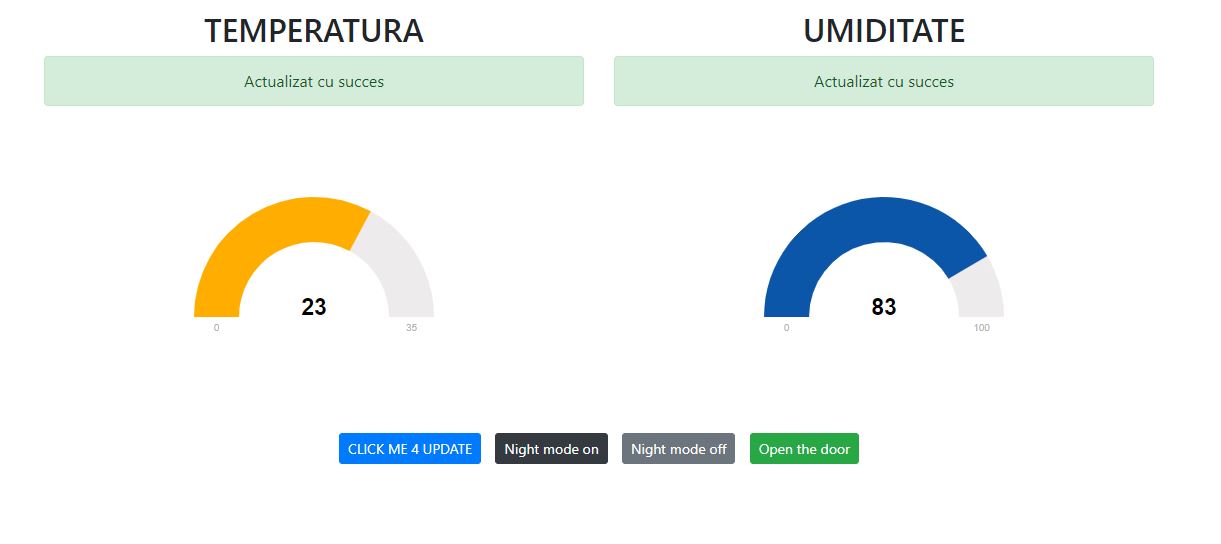 TEMPERATURA
Actualizat cu succes
23
0
35
UMIDITATE
Actualizat cu succes
83
0
100
CLICK ME 4 UPDATE
Night mode on
Night mode off
Open the door